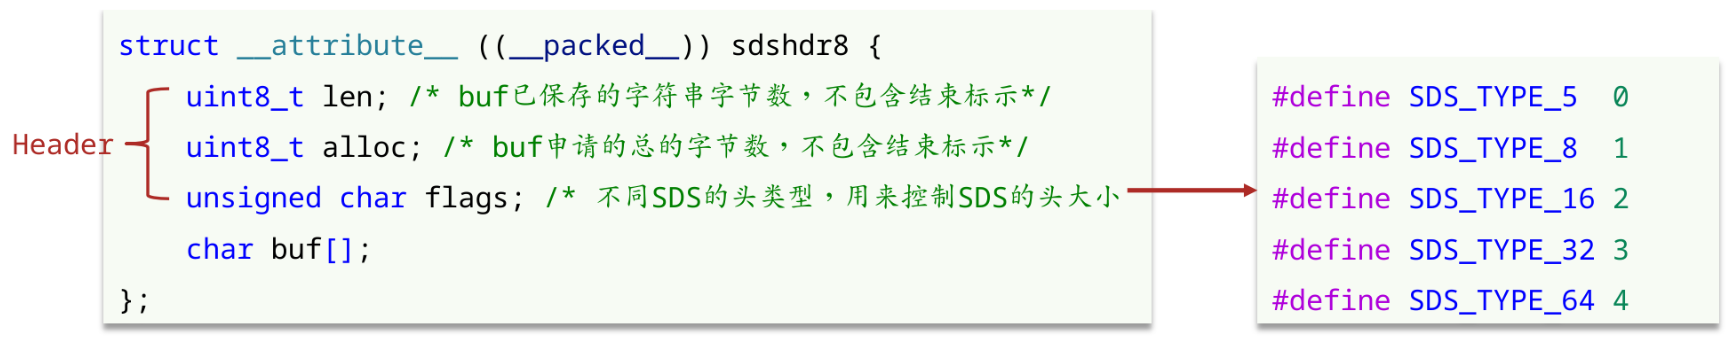 struct __attribute__ ((__packed__)) sdshdr8 {
uint8_t len; /* buf已保存的字符串字节数，不包含结束标示*/
Header
uint8_t alloc; /* buf申请的总的字节数，不包含结束标示*/
unsigned char flags; /* 不同SDS的头类型，用来控制SDS的头大小
char buf[];
};
#define SDS_TYPE_5 0
#define SDS_TYPE_8 1
#define SDS_TYPE_16 2
#define SDS_TYPE_32 3
#define SDS_TYPE_64 4